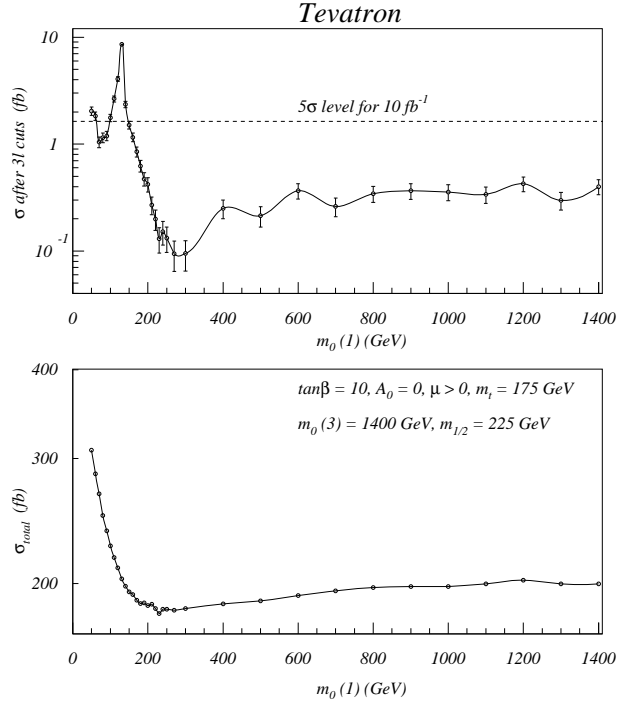 Tevatron
σ after 3l cuts (fb)
10
1
10⁻¹
5σ level for 10 fb⁻¹
0 200 400 600 800 1000 1200 1400
m₀ (1) (GeV)
σ_total (fb)
400
300
200
tanβ = 10, A₀ = 0, μ > 0, mₜ = 175 GeV
m₀ (3) = 1400 GeV, m₁/₂ = 225 GeV
0 200 400 600 800 1000 1200 1400
m₀ (1) (GeV)